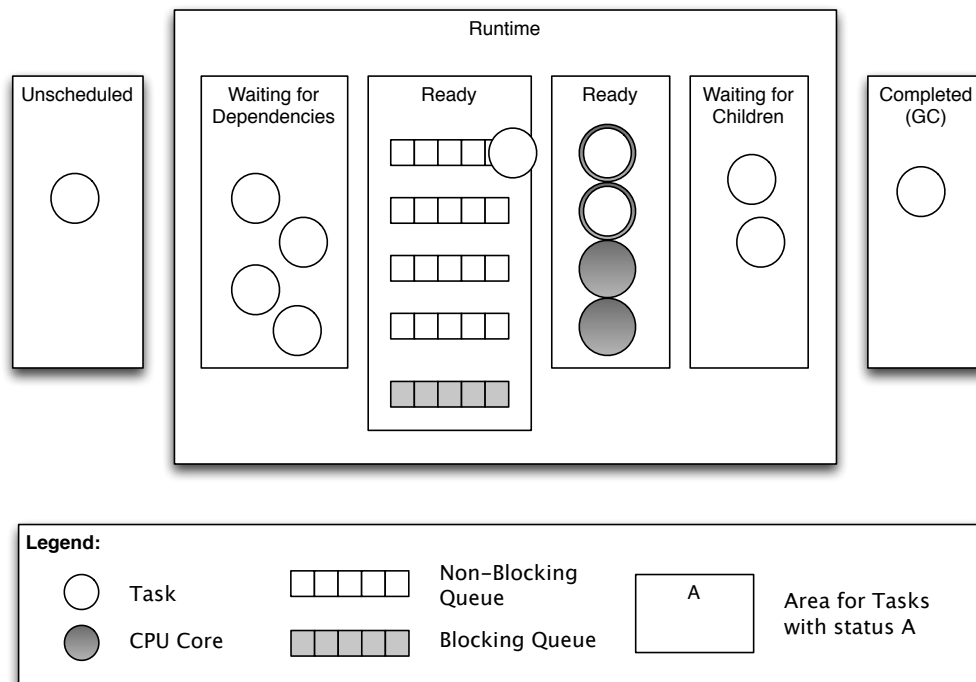 Runtime
Unscheduled
Waiting for
Dependencies
Ready
Ready
Waiting for
Children
Completed
(GC)
Legend:
Task
CPU Core
Non-Blocking
Queue
Blocking Queue
A
Area for Tasks
with status A